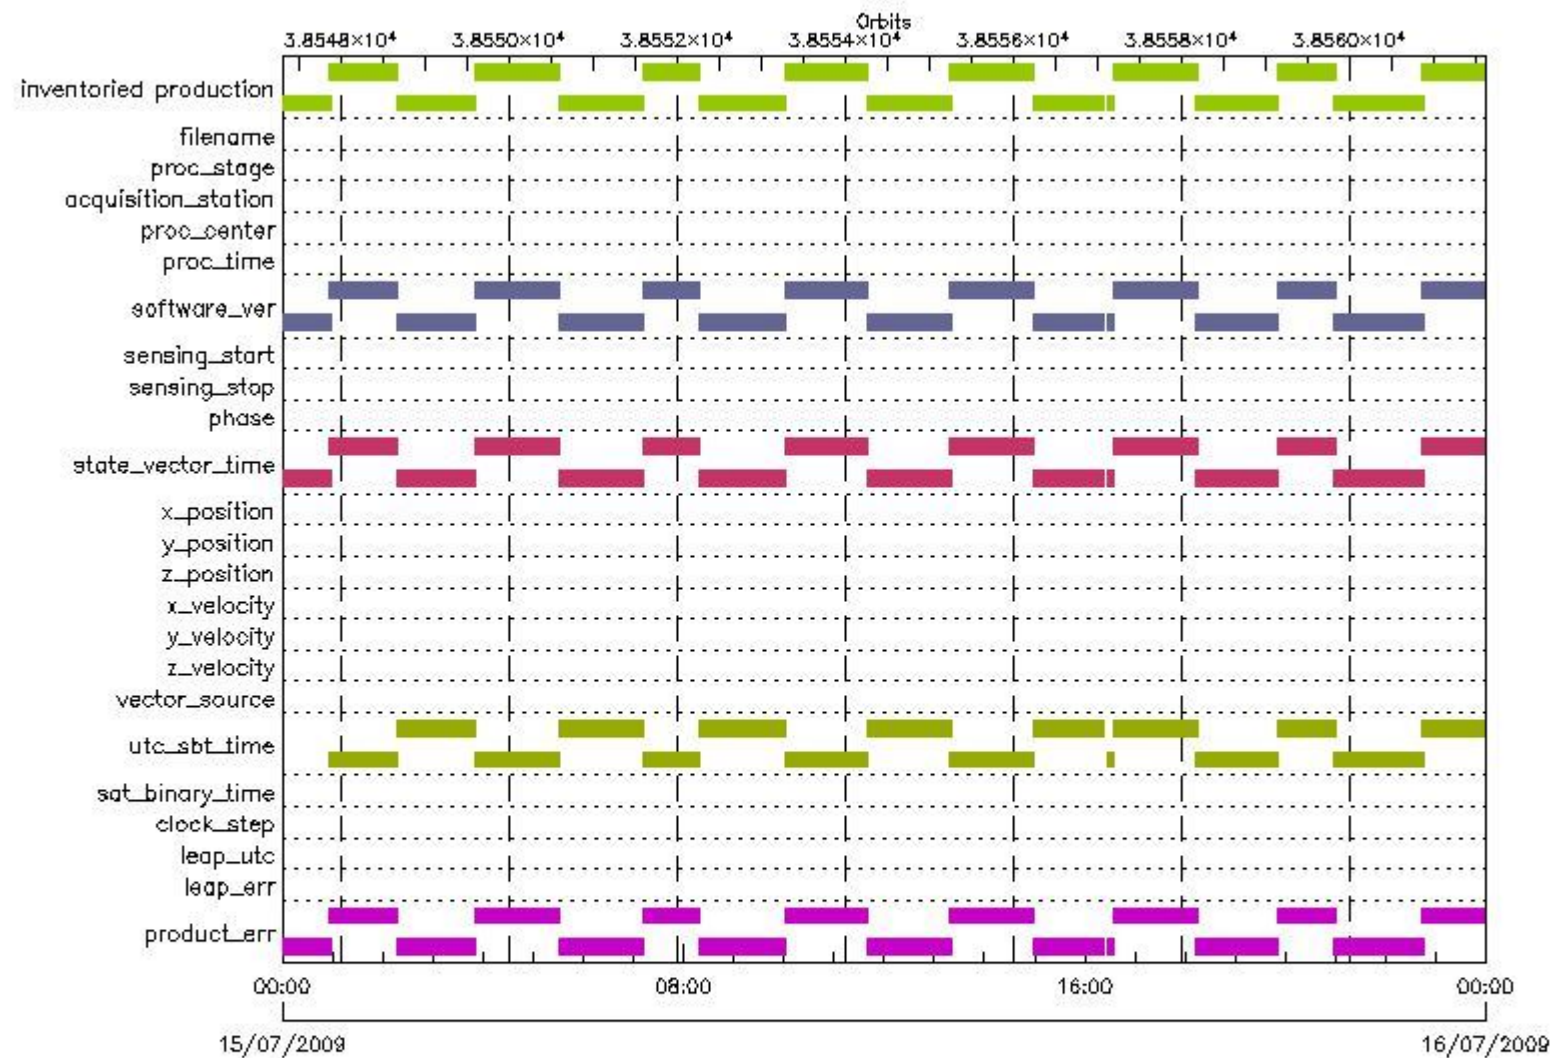 Orbits
3.8548×10⁴ 3.8550×10⁴ 3.8552×10⁴ 3.8554×10⁴ 3.8556×10⁴ 3.8558×10⁴ 3.8560×10⁴
inventoried production
filename
proc_stage
acquisition_station
proc_center
proc_time
software_ver
sensing_start
sensing_stop
phase
state_vector_time
x_position
y_position
z_position
x_velocity
y_velocity
z_velocity
vector_source
utc_sbt_time
sat_binary_time
clock_step
leap_utc
leap_err
product_err
00:00 08:00 16:00 00:00
15/07/2009 16/07/2009